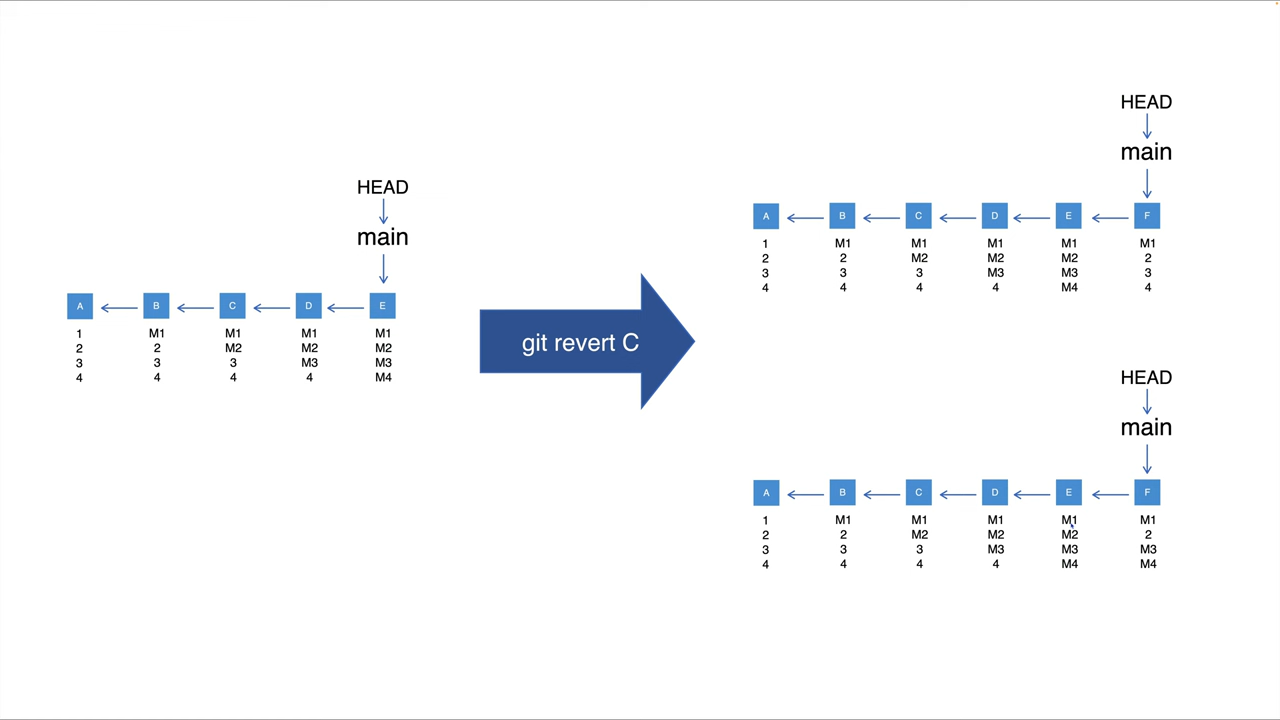 HEAD
main
A B C D E
1 M1 M1 M1 M1
2 2 M2 M2 M2
3 3 3 M3 M3
4 4 4 4 M4
git revert C
HEAD
main
A B C D E F
1 M1 M1 M1 M1 M1
2 2 M2 M2 M2 2
3 3 3 M3 M3 3
4 4 4 4 M4 4
HEAD
main
A B C D E F
1 M1 M1 M1 M1 M1
2 2 M2 M2 M2 2
3 3 3 M3 M3 M3
4 4 4 4 M4 M4